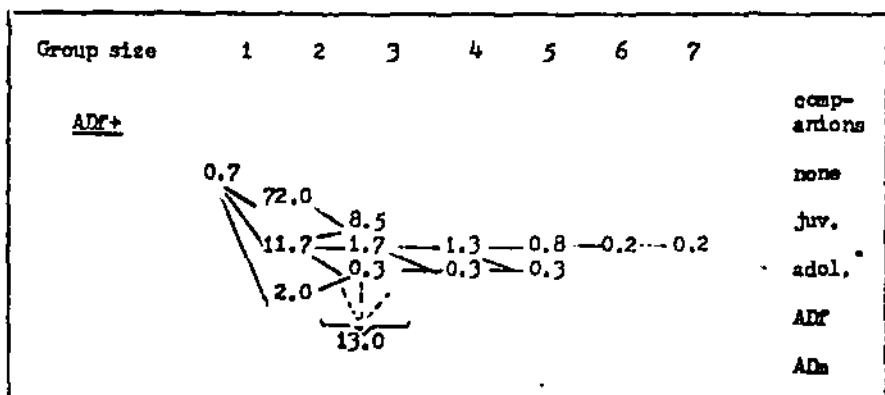 Group size 1 2 3 4 5 6 7
comp-
ADf+ anions
0.7 none
72.0
8.5 juv.
11.7 1.7 1.3 0.8 0.2 0.2
0.3 0.3 0.3 adol.
2.0
ADf
13.0
ADm